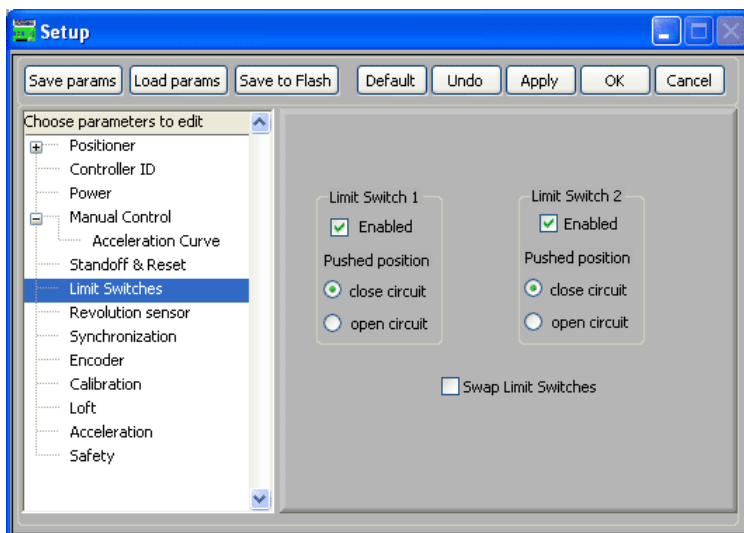 Setup
Save params Load params Save to Flash Default Undo Apply OK Cancel
Choose parameters to edit
Positioner
Controller ID
Power
Manual Control
Acceleration Curve
Standoff & Reset
Limit Switches
Revolution sensor
Synchronization
Encoder
Calibration
Loft
Acceleration
Safety
Limit Switch 1
Enabled
Pushed position
close circuit
open circuit
Limit Switch 2
Enabled
Pushed position
close circuit
open circuit
Swap Limit Switches